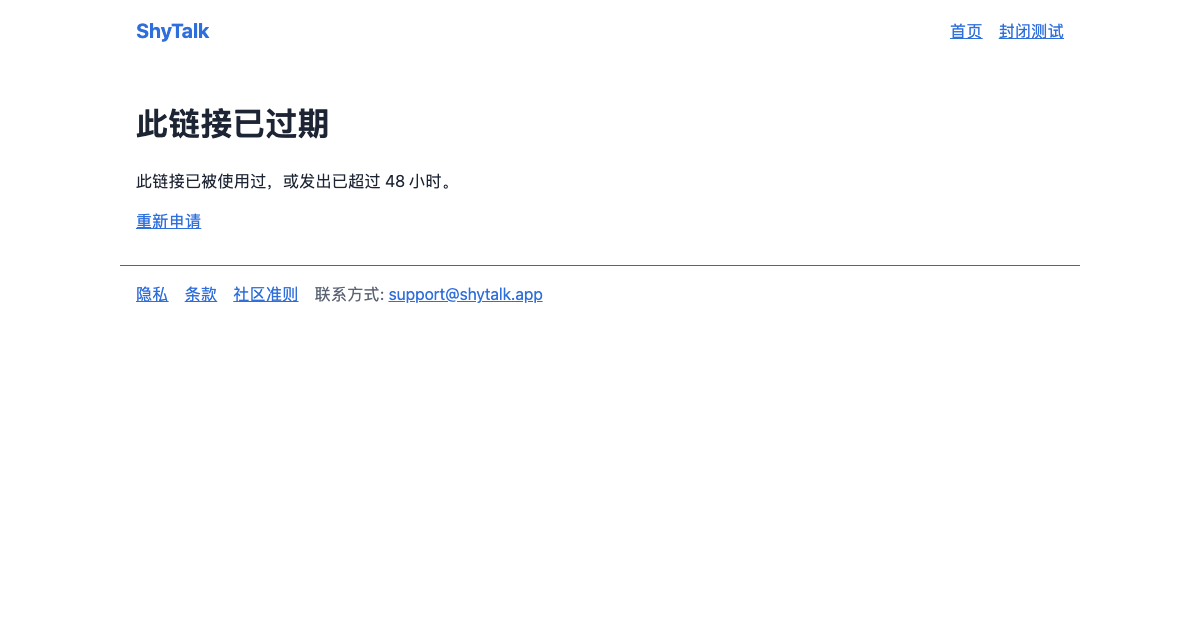 ShyTalk 首页 封闭测试
此链接已过期
此链接已被使用过，或发出已超过 48 小时。
重新申请
隐私 条款 社区准则 联系方式: support@shytalk.app